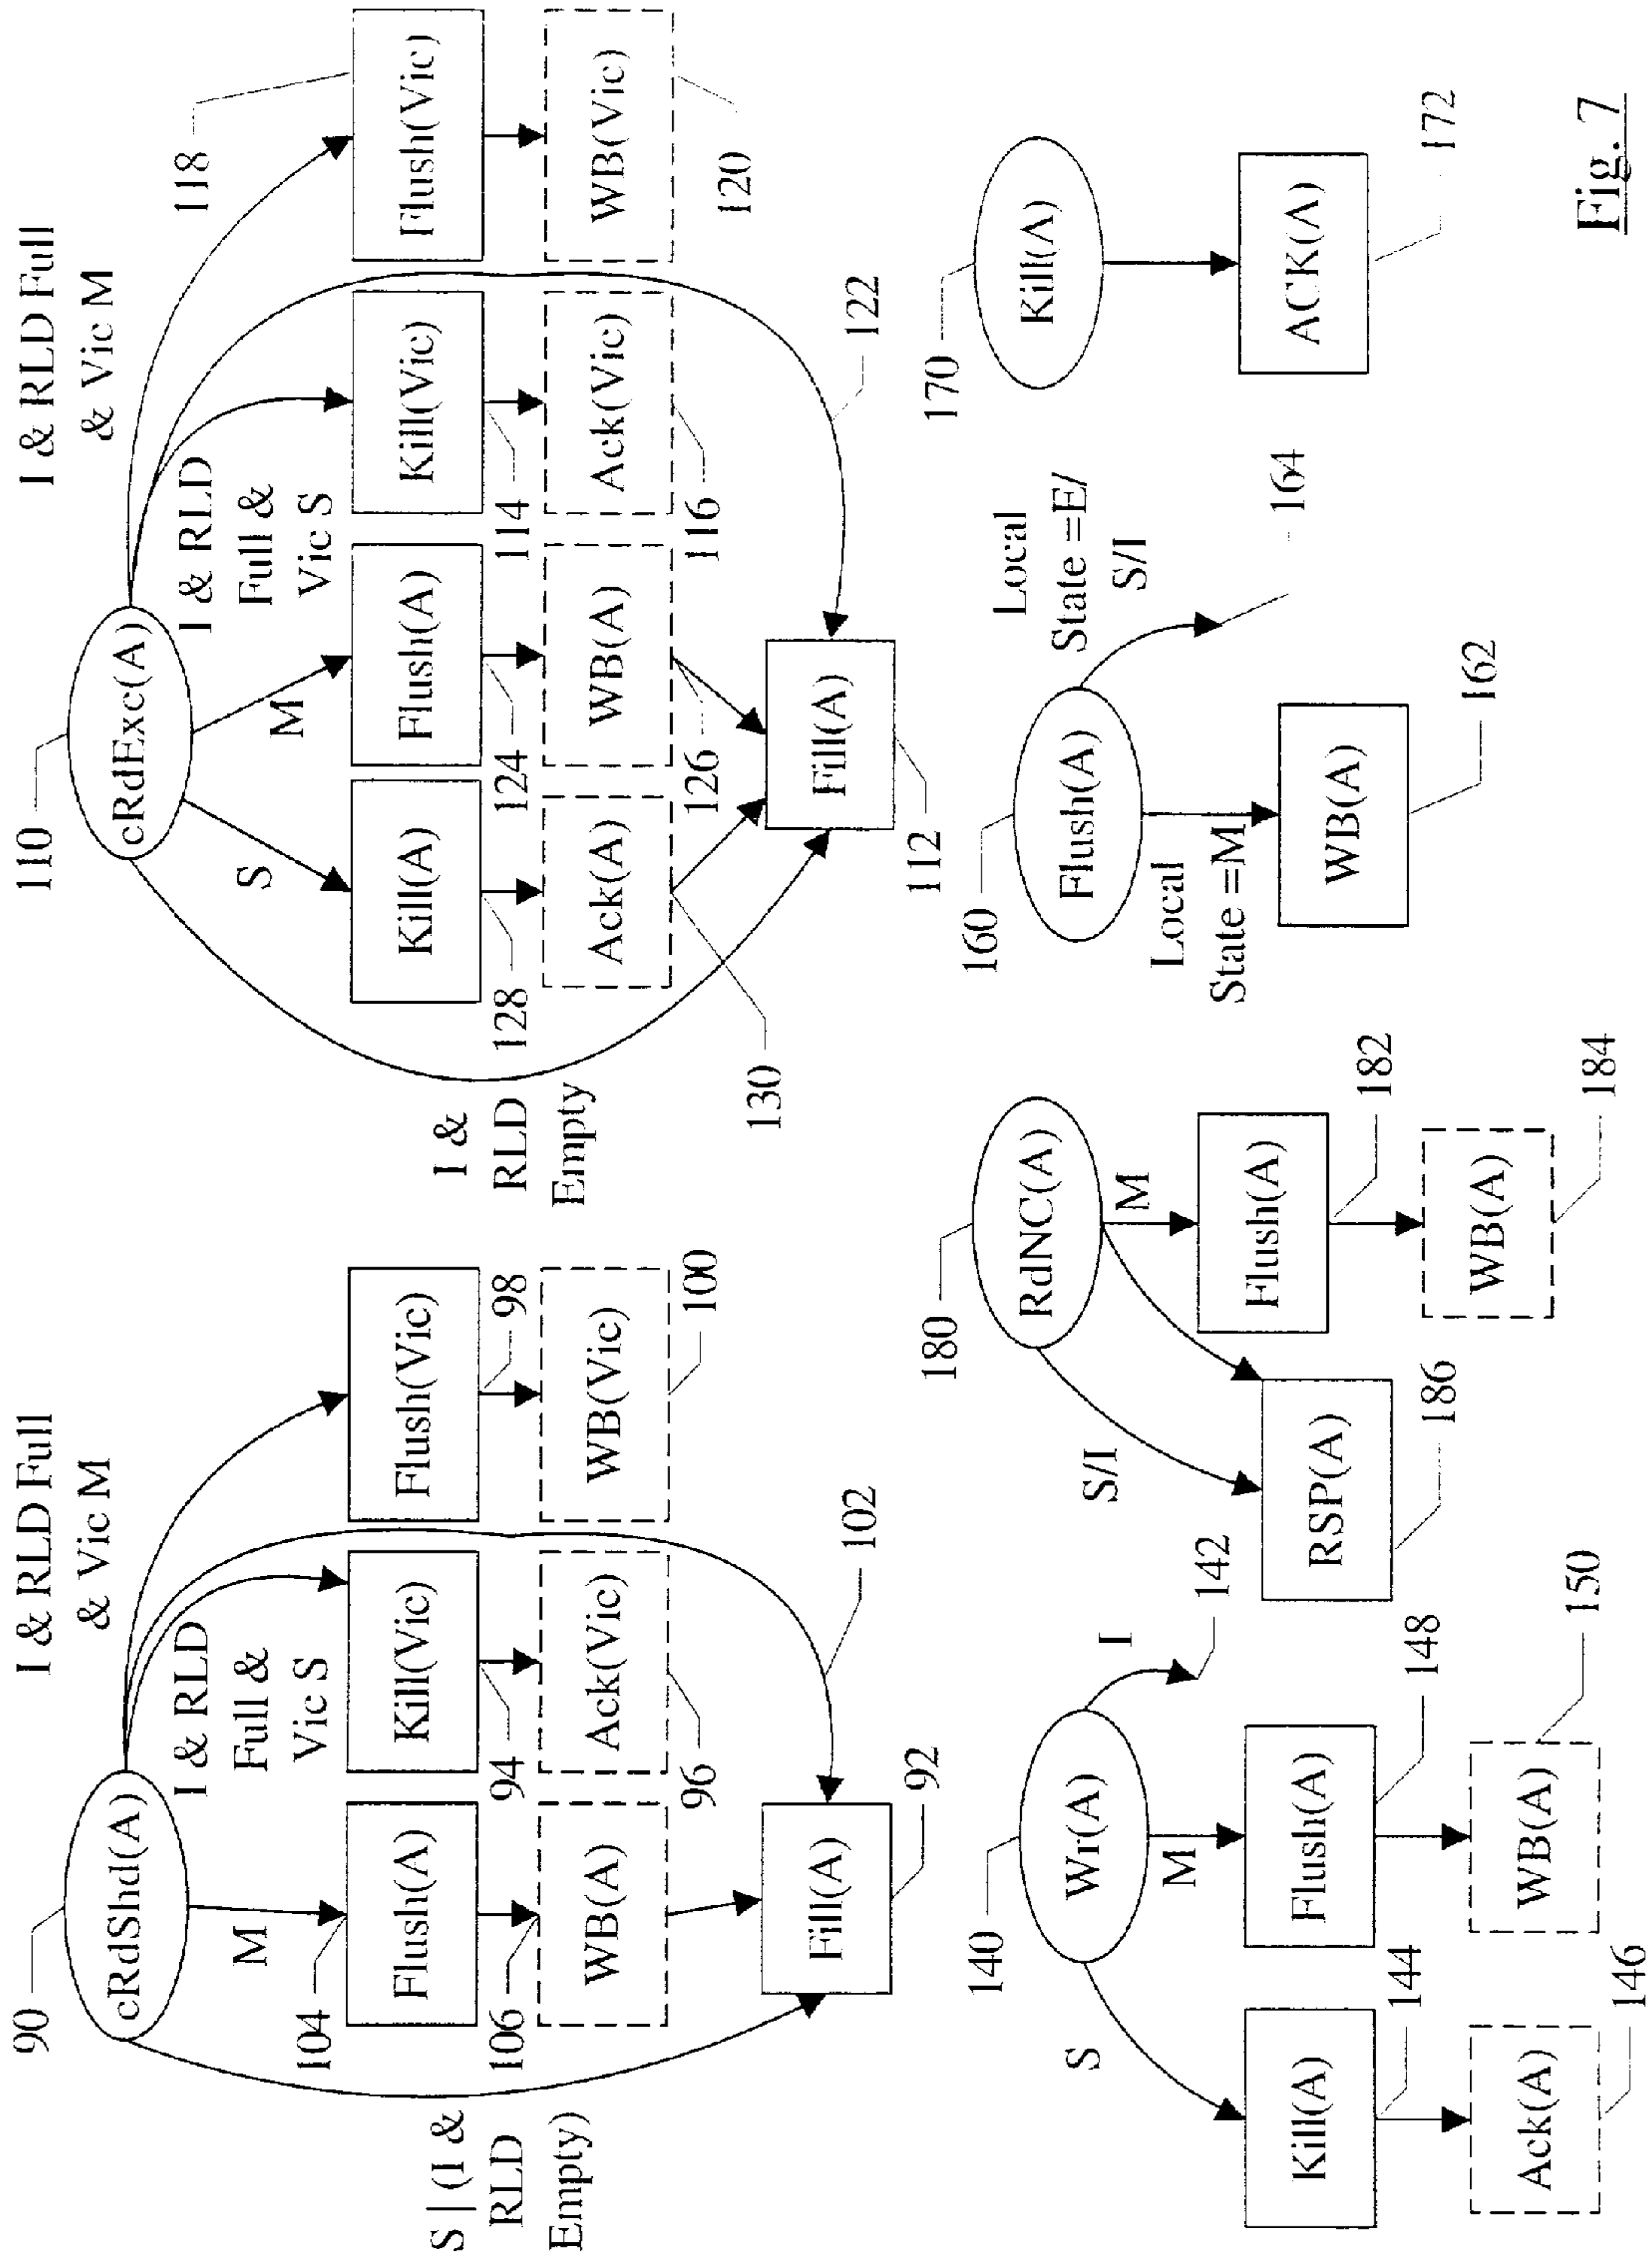 90
cRdShd(A)
I & RLD Full
& Vic M
S | (I &
RLD
Empty)
M
I & RLD
Full &
Vic S
104
Flush(A)
Kill(Vic)
Flush(Vic)
106
94
98
WB(A)
Ack(Vic)
WB(Vic)
96
100
Fill(A)
92
102
110
cRdExc(A)
I & RLD Full
& Vic M
I &
RLD
Empty
S
M
I & RLD
Full &
Vic S
118
Kill(A)
Flush(A)
Kill(Vic)
Flush(Vic)
128
124
114
Ack(A)
WB(A)
Ack(Vic)
WB(Vic)
130
126
116
120
Fill(A)
112
122
140
Wr(A)
S
M
I
142
Kill(A)
Flush(A)
144
148
Ack(A)
WB(A)
146
150
180
RdNC(A)
S/I
M
RSP(A)
Flush(A)
186
182
WB(A)
184
160
Flush(A)
Local
State =M
Local
State =E/
S/I
164
WB(A)
162
170
Kill(A)
ACK(A)
172
Fig. 7